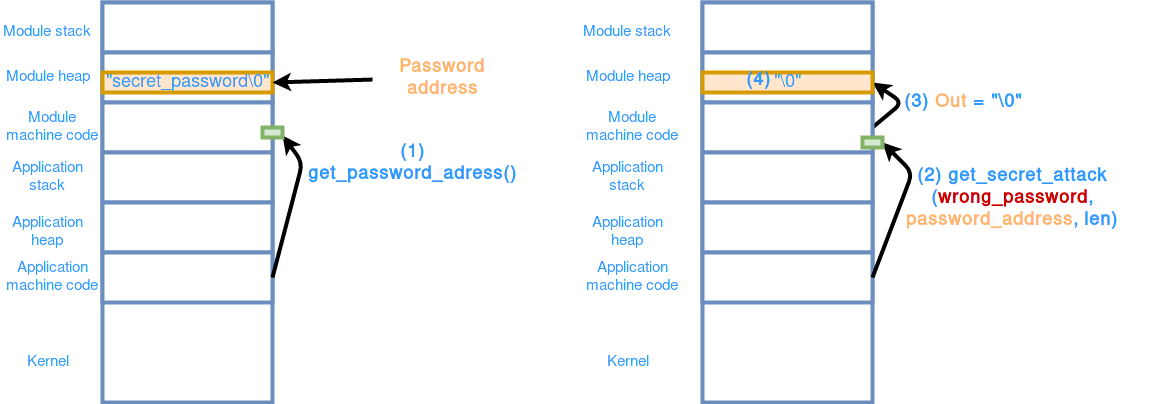 Module stack
Module heap
"secret_password\0"
Password
address
Module
machine code
(1)
get_password_adress()
Application
stack
Application
heap
Application
machine code
Kernel
Module stack
Module heap
(4) "\0"
(3) Out = "\0"
Module
machine code
Application
stack
(2) get_secret_attack
(wrong_password,
password_address, len)
Application
heap
Application
machine code
Kernel